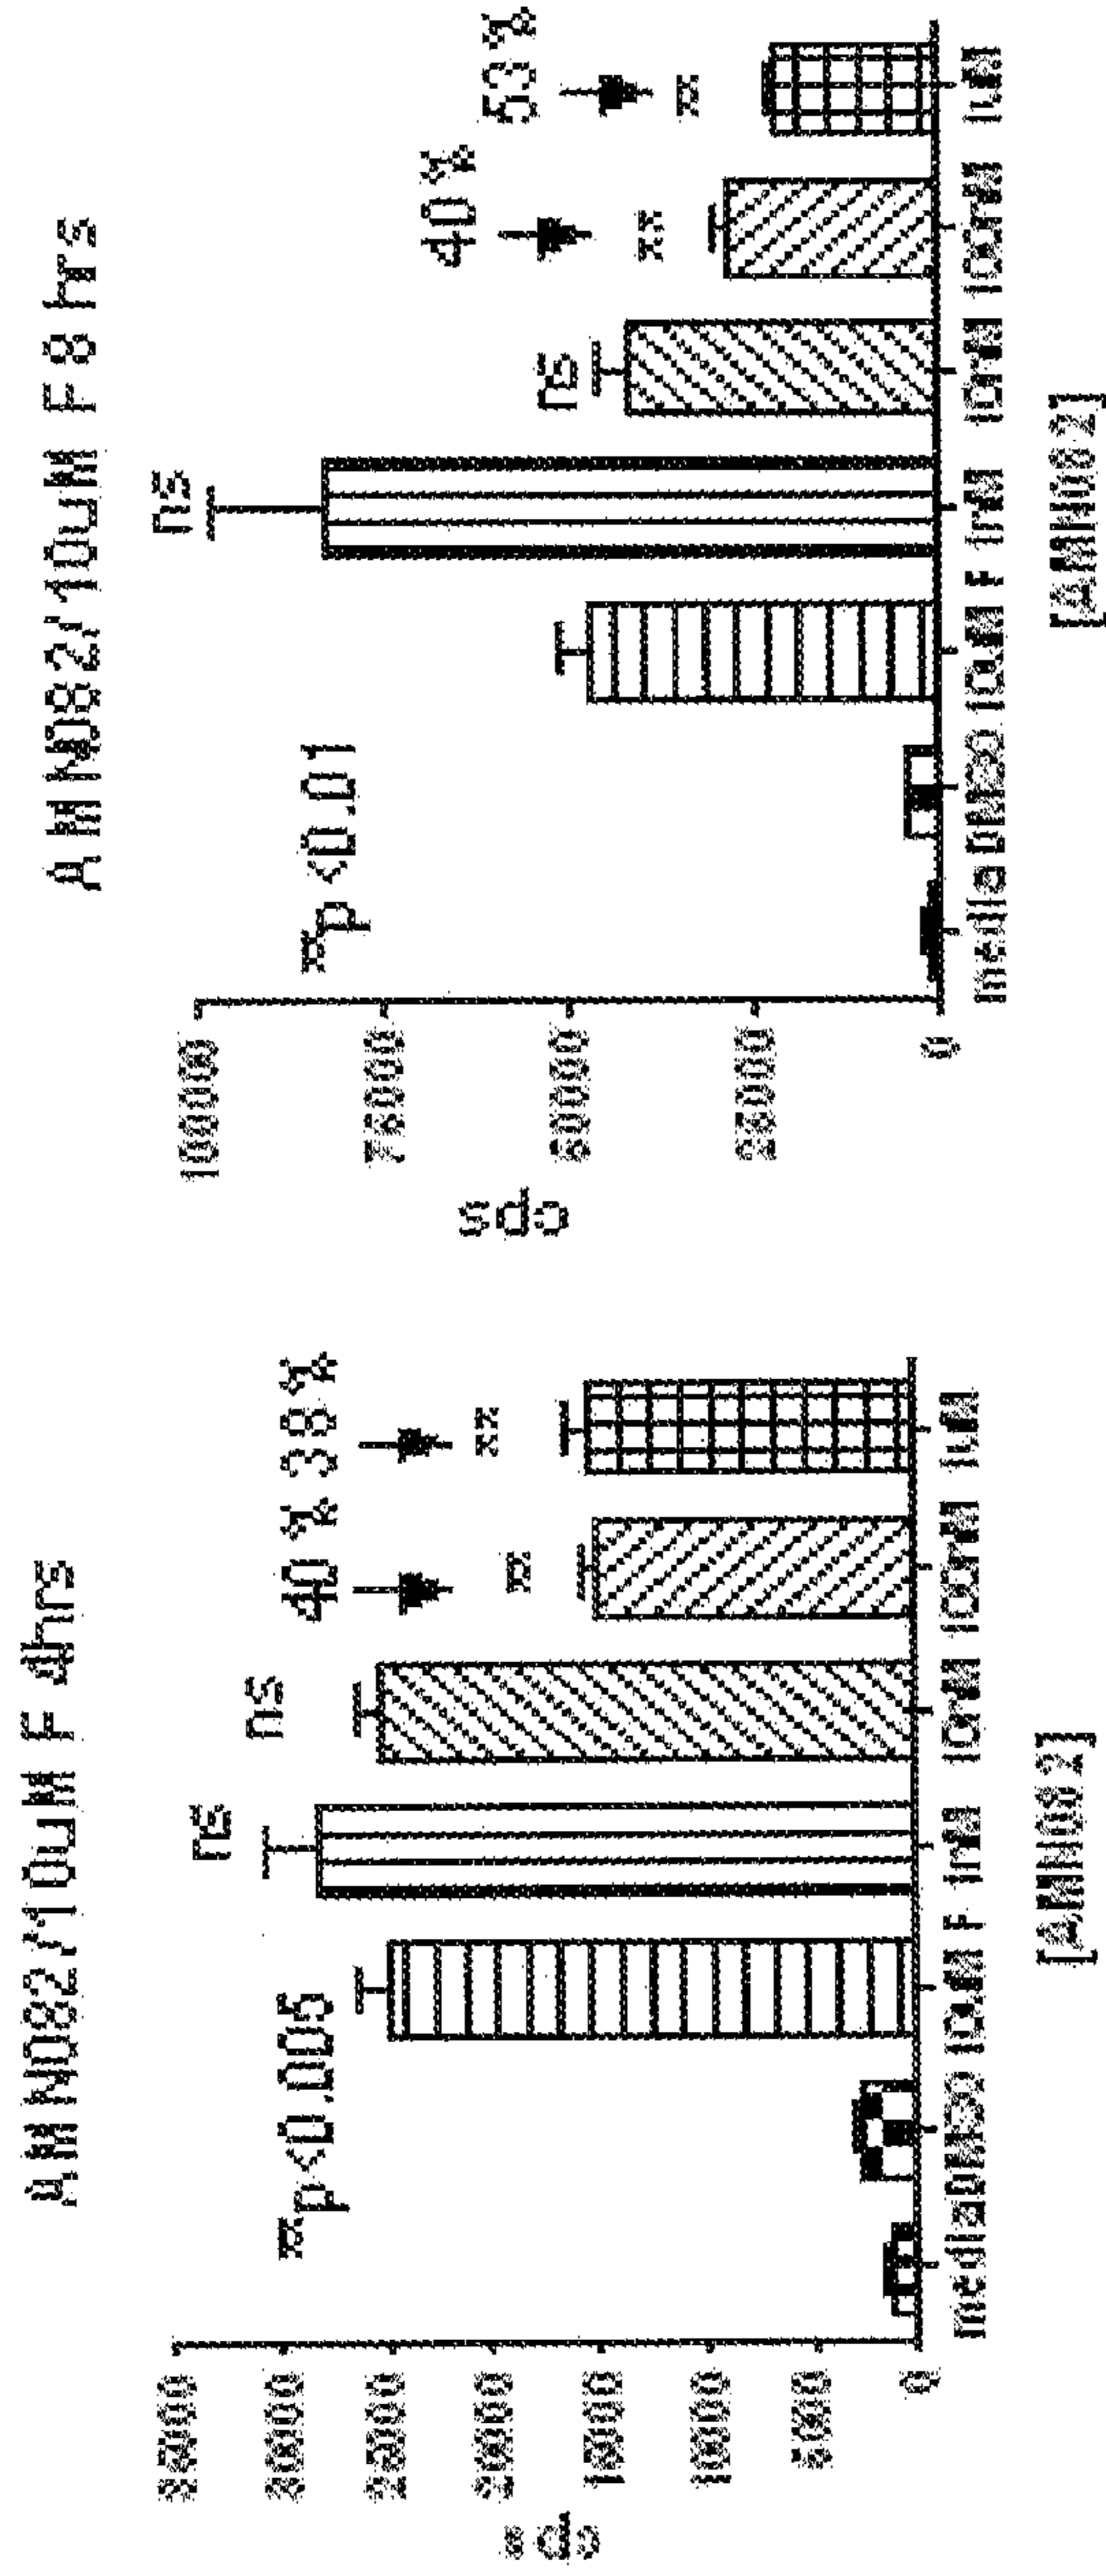 AMN082/10uM F 4hrs
35000
30000
25000
20000
15000
10000
5000
0
cps
**p<0.005
ns
ns
40%
38%
**
**
media
DMSO
10uM F
1nM
10nM
100nM
1uM
[AMN082]
AMN082/10uM F 8 hrs
100000
75000
50000
25000
0
cps
**p<0.01
ns
ns
40%
53%
**
**
media
DMSO
10uM F
1nM
10nM
100nM
1uM
[AMN082]